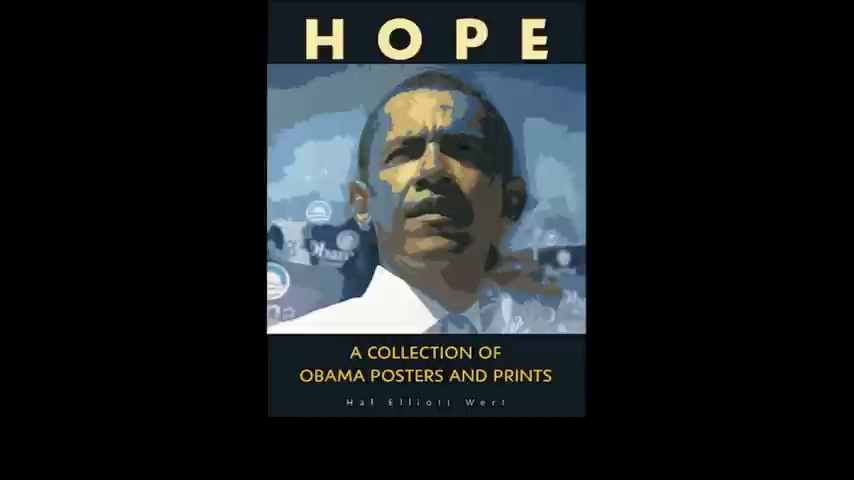 HOPE
A COLLECTION OF
OBAMA POSTERS AND PRINTS
Hal Elliott Wert